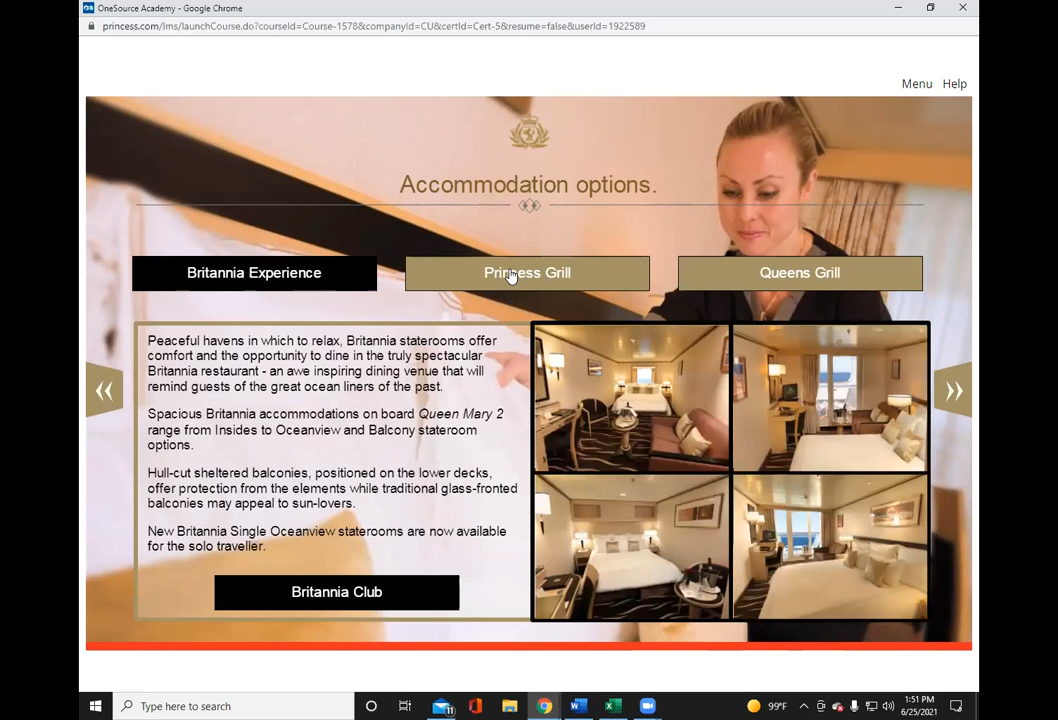 OneSource Academy - Google Chrome
princess.com/lms/launchCourse.do?courseId=Course-1578&companyId=CU&certId=Cert-5&resume=false&userId=1922589
Menu Help
Accommodation options.
Britannia Experience
Princess Grill
Queens Grill
Peaceful havens in which to relax, Britannia staterooms offer
comfort and the opportunity to dine in the truly spectacular
Britannia restaurant - an awe inspiring dining venue that will
remind guests of the great ocean liners of the past.
Spacious Britannia accommodations on board Queen Mary 2
range from Insides to Oceanview and Balcony stateroom
options.
Hull-cut sheltered balconies, positioned on the lower decks,
offer protection from the elements while traditional glass-fronted
balconies may appeal to sun-lovers.
New Britannia Single Oceanview staterooms are now available
for the solo traveller.
Britannia Club
Type here to search
11
99°F
1:51 PM
6/25/2021